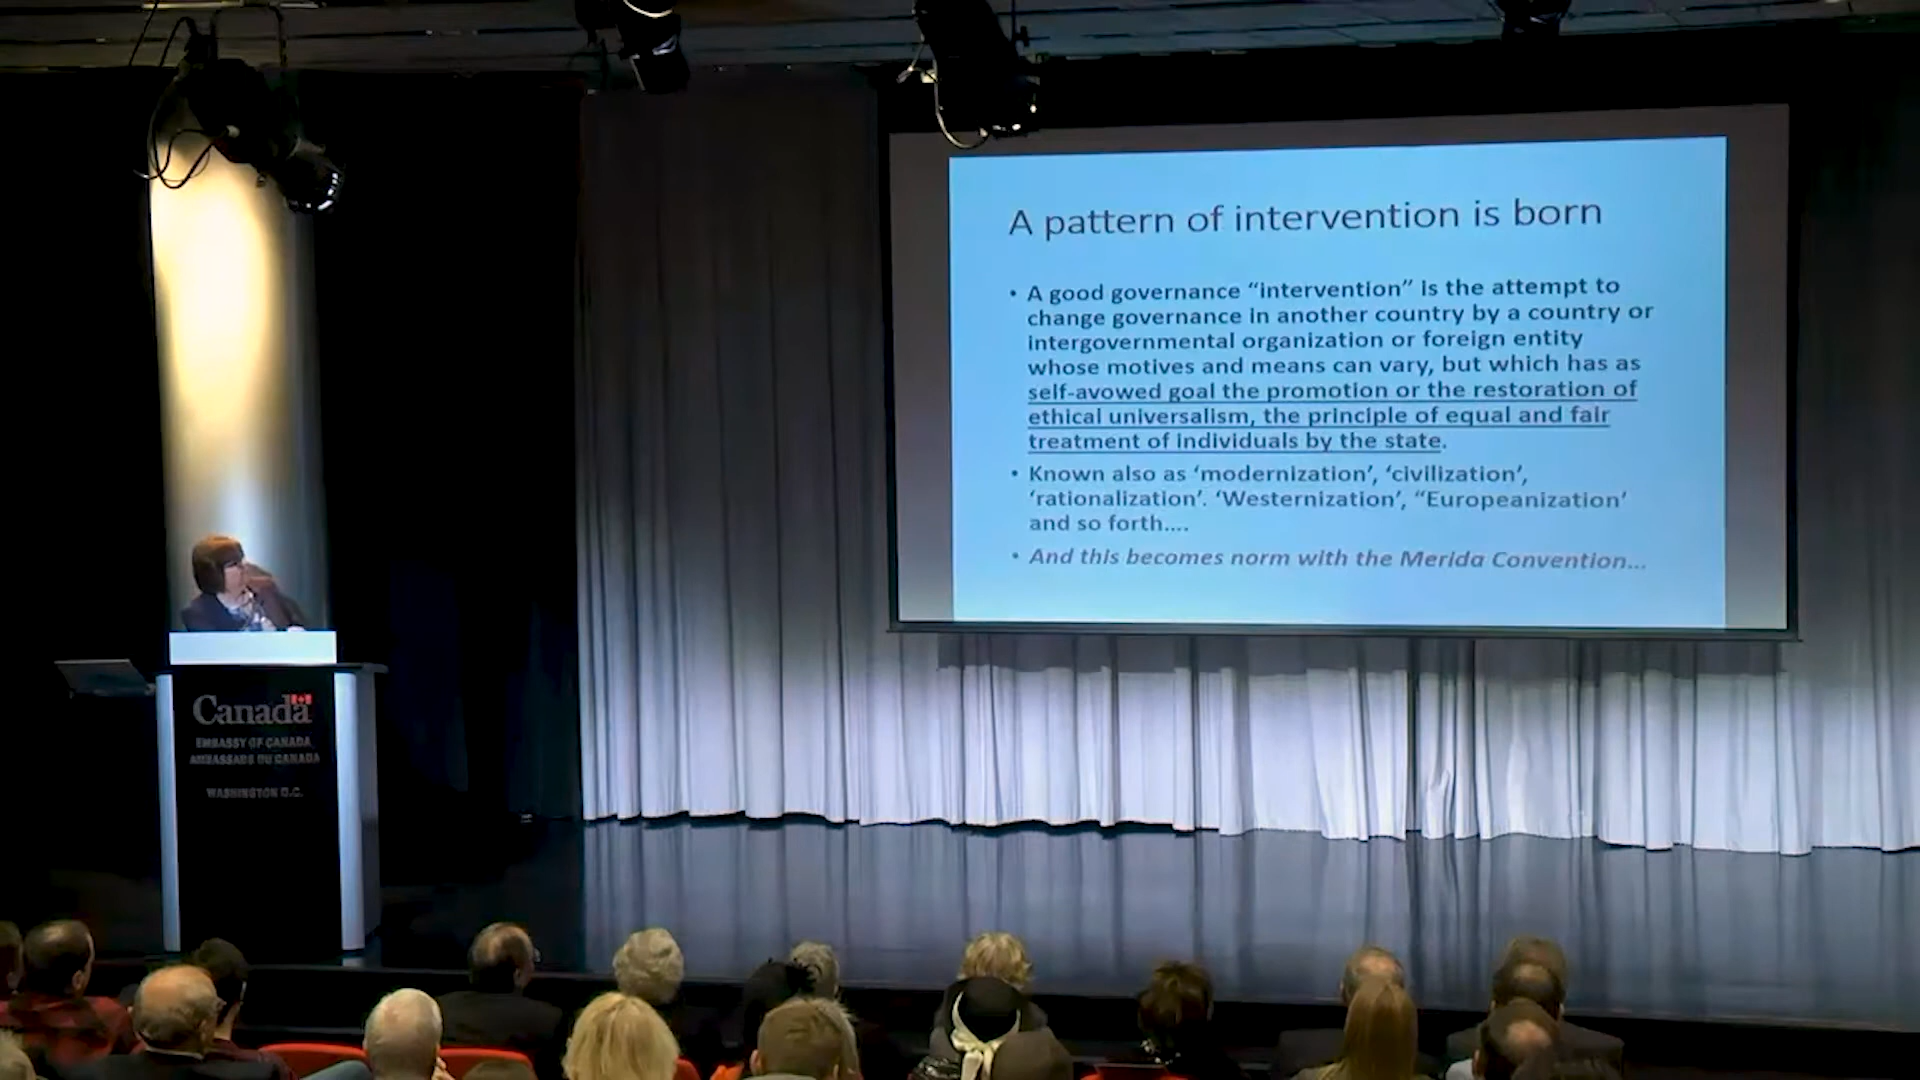 A pattern of intervention is born
• A good governance “intervention” is the attempt to
change governance in another country by a country or
intergovernmental organization or foreign entity
whose motives and means can vary, but which has as
self-avowed goal the promotion or the restoration of
ethical universalism, the principle of equal and fair
treatment of individuals by the state.
• Known also as ‘modernization’, ‘civilization’,
‘rationalization’. ‘Westernization’, “Europeanization’
and so forth....
• And this becomes norm with the Merida Convention...
Canada
EMBASSY OF CANADA
AMBASSADE DU CANADA
WASHINGTON D.C.